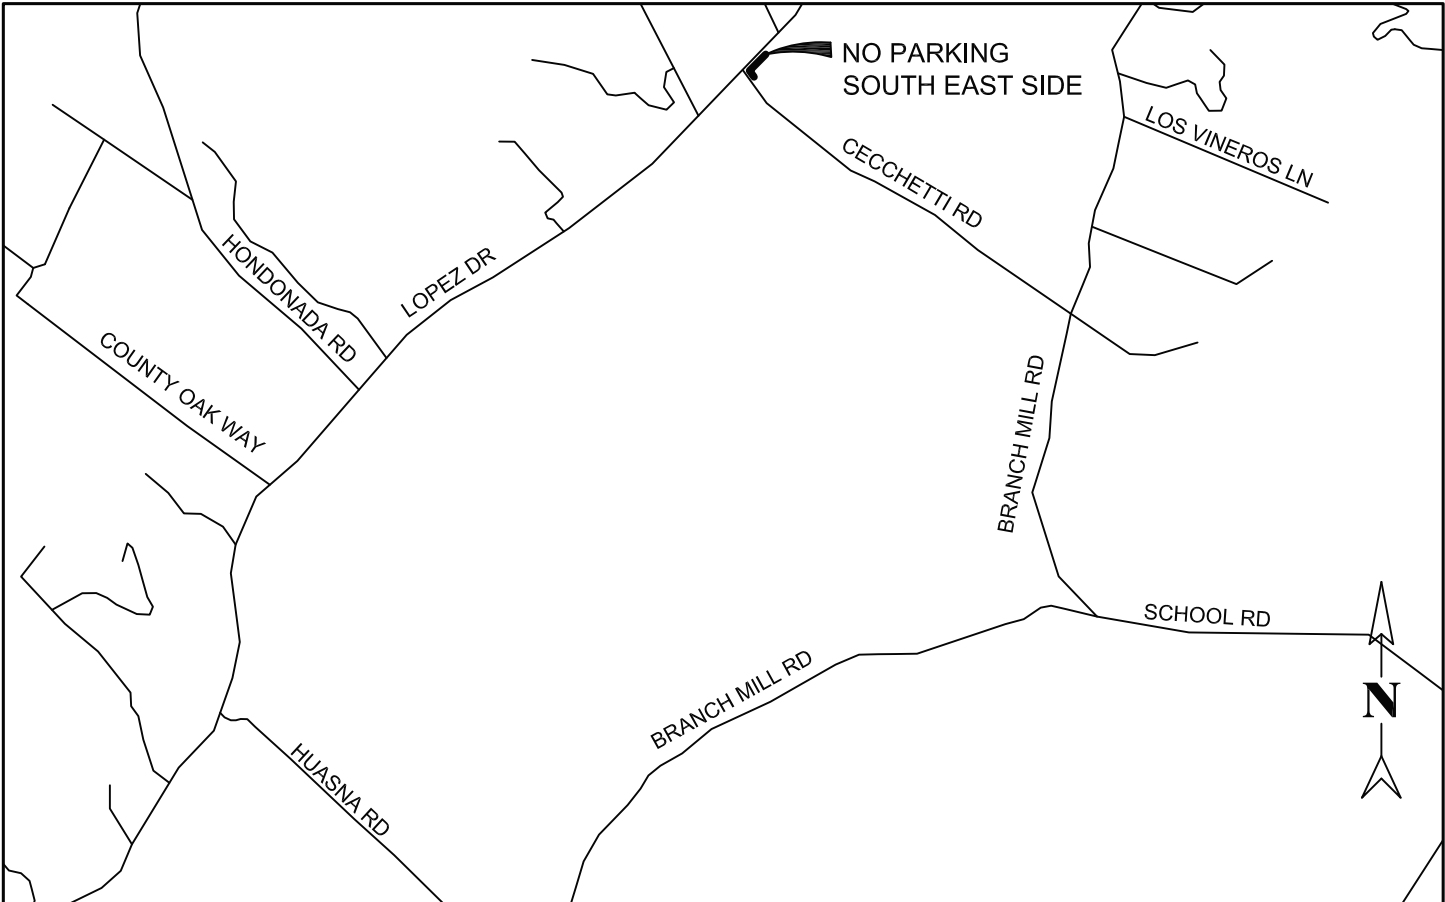 NO PARKING
SOUTH EAST SIDE
LOS VINEROS LN
CECCHETTI RD
HONDONADA RD
LOPEZ DR
COUNTY OAK WAY
BRANCH MILL RD
SCHOOL RD
BRANCH MILL RD
N
HUASNA RD